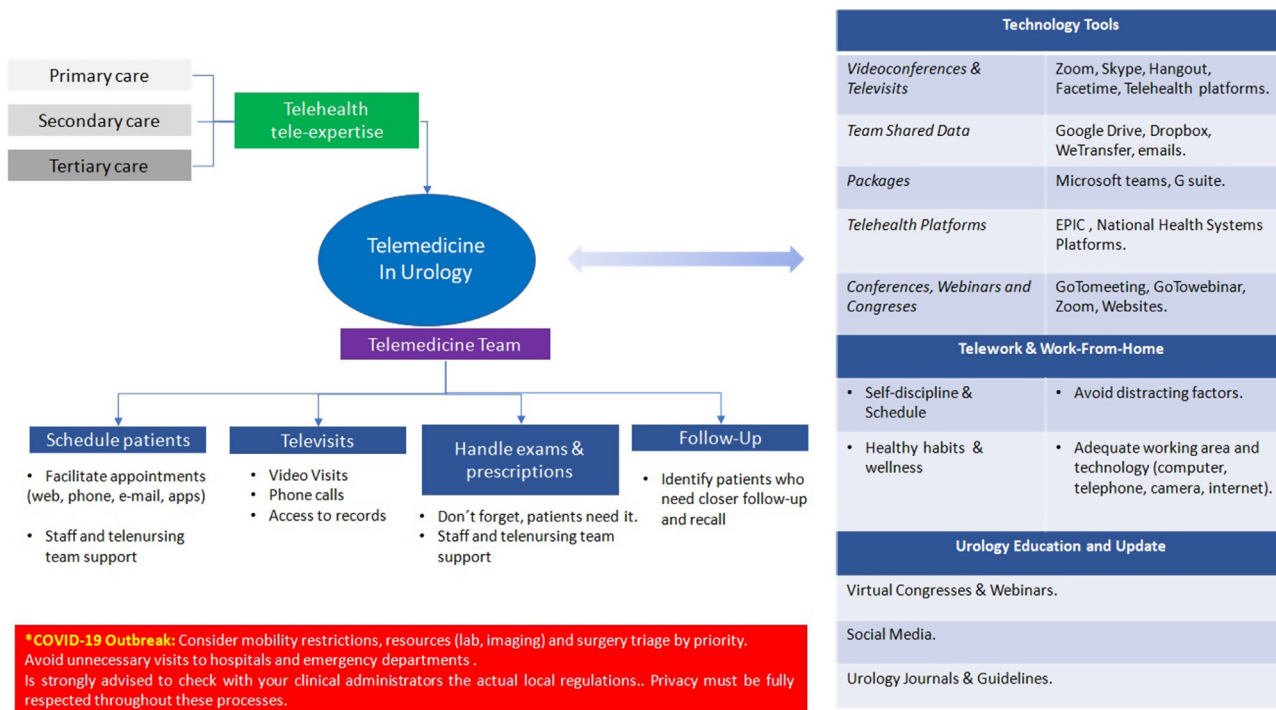 Primary care
Secondary care
Tertiary care
Telehealth
tele-expertise
Telemedicine
In Urology
Telemedicine Team
Schedule patients
• Facilitate appointments
(web, phone, e-mail, apps)
• Staff and telenursing
team support
Televisits
• Video Visits
• Phone calls
• Access to records
Handle exams &
prescriptions
• Don´t forget, patients need it.
• Staff and telenursing team
support
Follow-Up
• Identify patients who
need closer follow-up
and recall
*COVID-19 Outbreak: Consider mobility restrictions, resources (lab, imaging) and surgery triage by priority.
Avoid unnecessary visits to hospitals and emergency departments .
Is strongly advised to check with your clinical administrators the actual local regulations.. Privacy must be fully
respected throughout these processes.
Technology Tools
Videoconferences &
Televisits
Zoom, Skype, Hangout,
Facetime, Telehealth platforms.
Team Shared Data
Google Drive, Dropbox,
WeTransfer, emails.
Packages
Microsoft teams, G suite.
Telehealth Platforms
EPIC , National Health Systems
Platforms.
Conferences, Webinars and
Congreses
GoTomeeting, GoTowebinar,
Zoom, Websites.
Telework & Work-From-Home
• Self-discipline &
Schedule
• Avoid distracting factors.
• Healthy habits &
wellness
• Adequate working area and
technology (computer,
telephone, camera, internet).
Urology Education and Update
Virtual Congresses & Webinars.
Social Media.
Urology Journals & Guidelines.